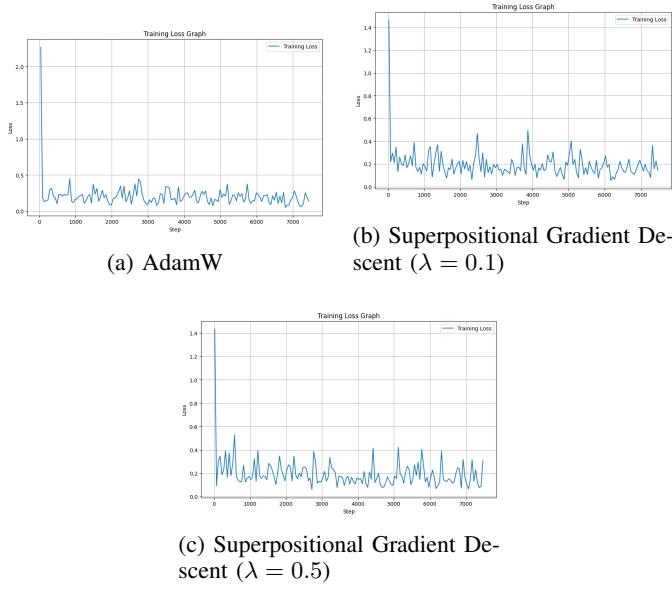 Training Loss Graph
Training Loss
2.0
1.5
1.0
0.5
0.0
Loss
0 1000 2000 3000 4000 5000 6000 7000
Step
(a) AdamW
Training Loss Graph
Training Loss
1.4
1.2
1.0
0.8
0.6
0.4
0.2
0.0
Loss
0 1000 2000 3000 4000 5000 6000 7000
Step
(b) Superpositional Gradient De-
scent (λ = 0.1)
Training Loss Graph
Training Loss
1.4
1.2
1.0
0.8
0.6
0.4
0.2
0.0
Loss
0 1000 2000 3000 4000 5000 6000 7000
Step
(c) Superpositional Gradient De-
scent (λ = 0.5)